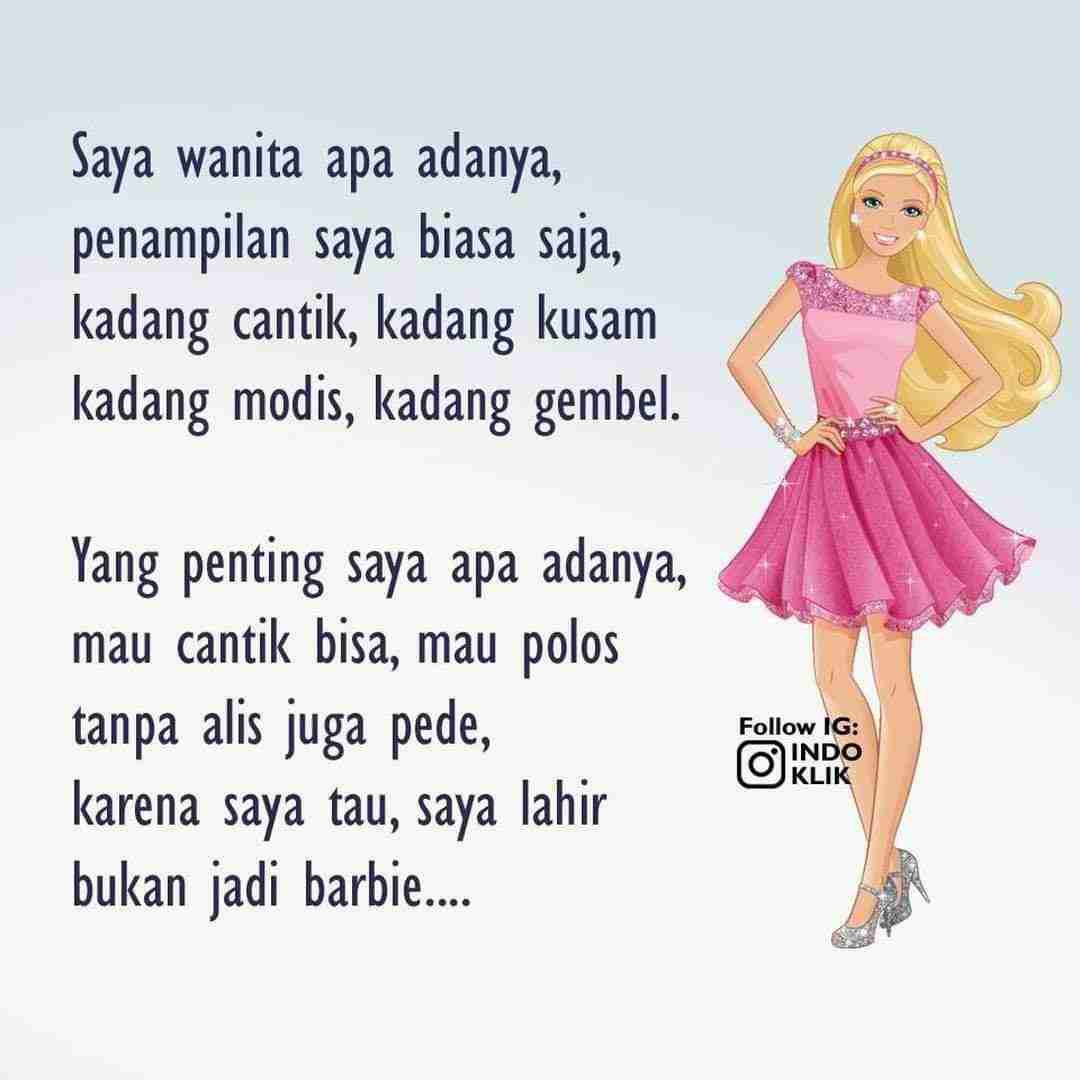 Saya wanita apa adanya,
penampilan saya biasa saja,
kadang cantik, kadang kusam
kadang modis, kadang gembel.
Yang penting saya apa adanya,
mau cantik bisa, mau polos
tanpa alis juga pede,
karena saya tau, saya lahir
bukan jadi barbie....
Follow IG:
INDO
KLIK